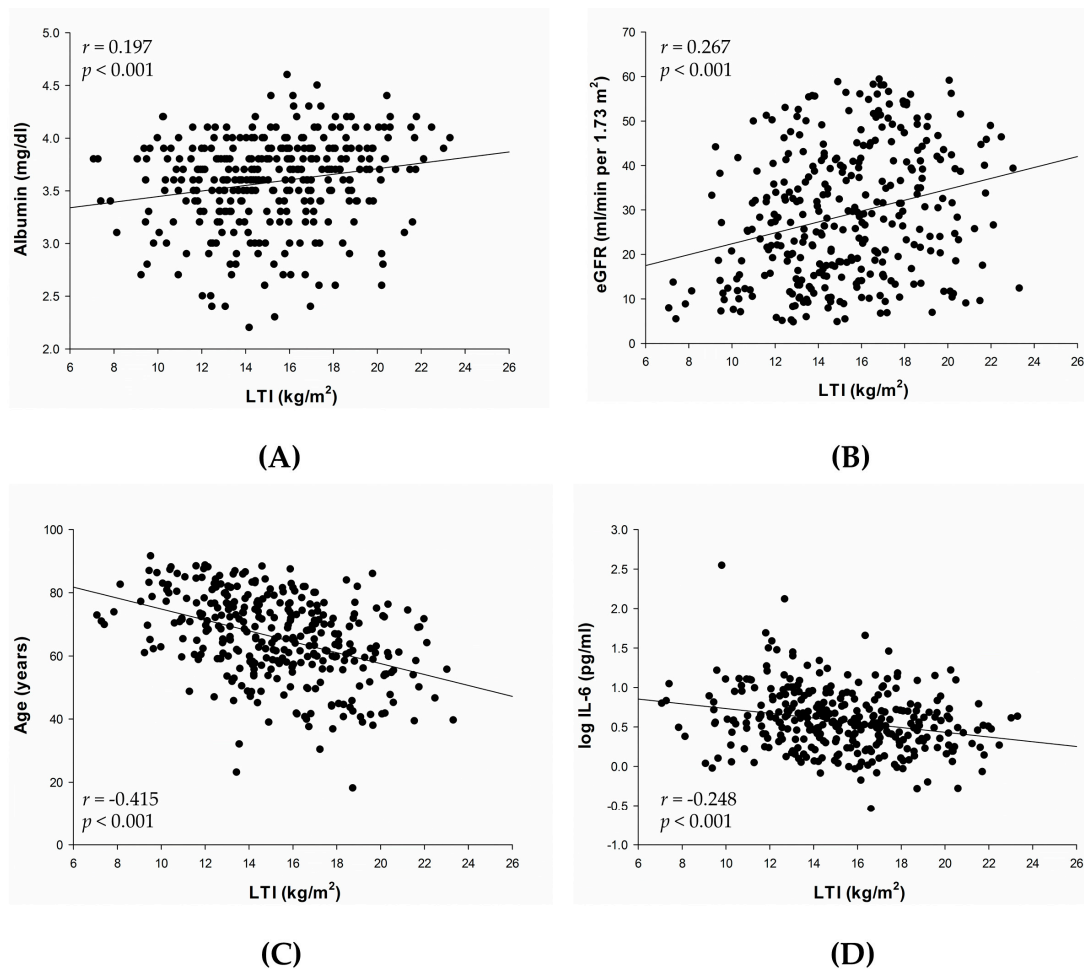 r = 0.197
p < 0.001
5.0
4.5
4.0
3.5
3.0
2.5
2.0
Albumin (mg/dl)
6 8 10 12 14 16 18 20 22 24 26
LTI (kg/m²)
(A)
r = 0.267
p < 0.001
70
60
50
40
30
20
10
0
eGFR (ml/min per 1.73 m²)
6 8 10 12 14 16 18 20 22 24 26
LTI (kg/m²)
(B)
100
80
60
40
20
0
Age (years)
r = -0.415
p < 0.001
6 8 10 12 14 16 18 20 22 24 26
LTI (kg/m²)
(C)
3.0
2.5
2.0
1.5
1.0
0.5
0.0
-0.5
-1.0
log IL-6 (pg/ml)
r = -0.248
p < 0.001
6 8 10 12 14 16 18 20 22 24 26
LTI (kg/m²)
(D)